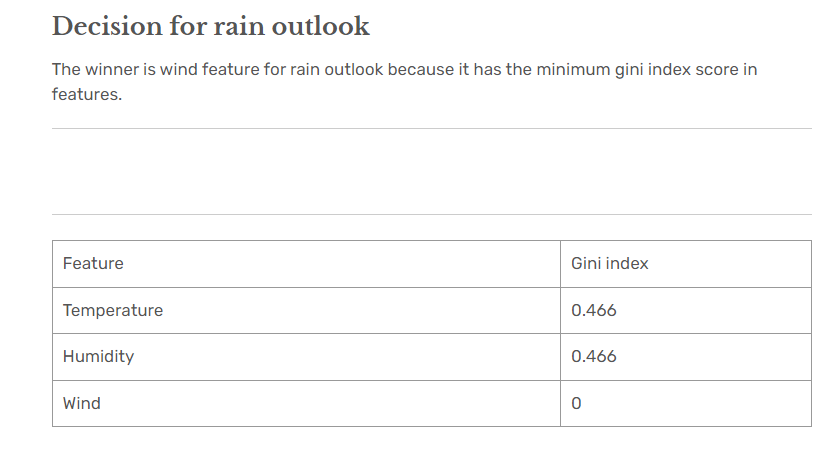 Decision for rain outlook
The winner is wind feature for rain outlook because it has the minimum gini index score in
features.
Feature Gini index
Temperature 0.466
Humidity 0.466
Wind 0